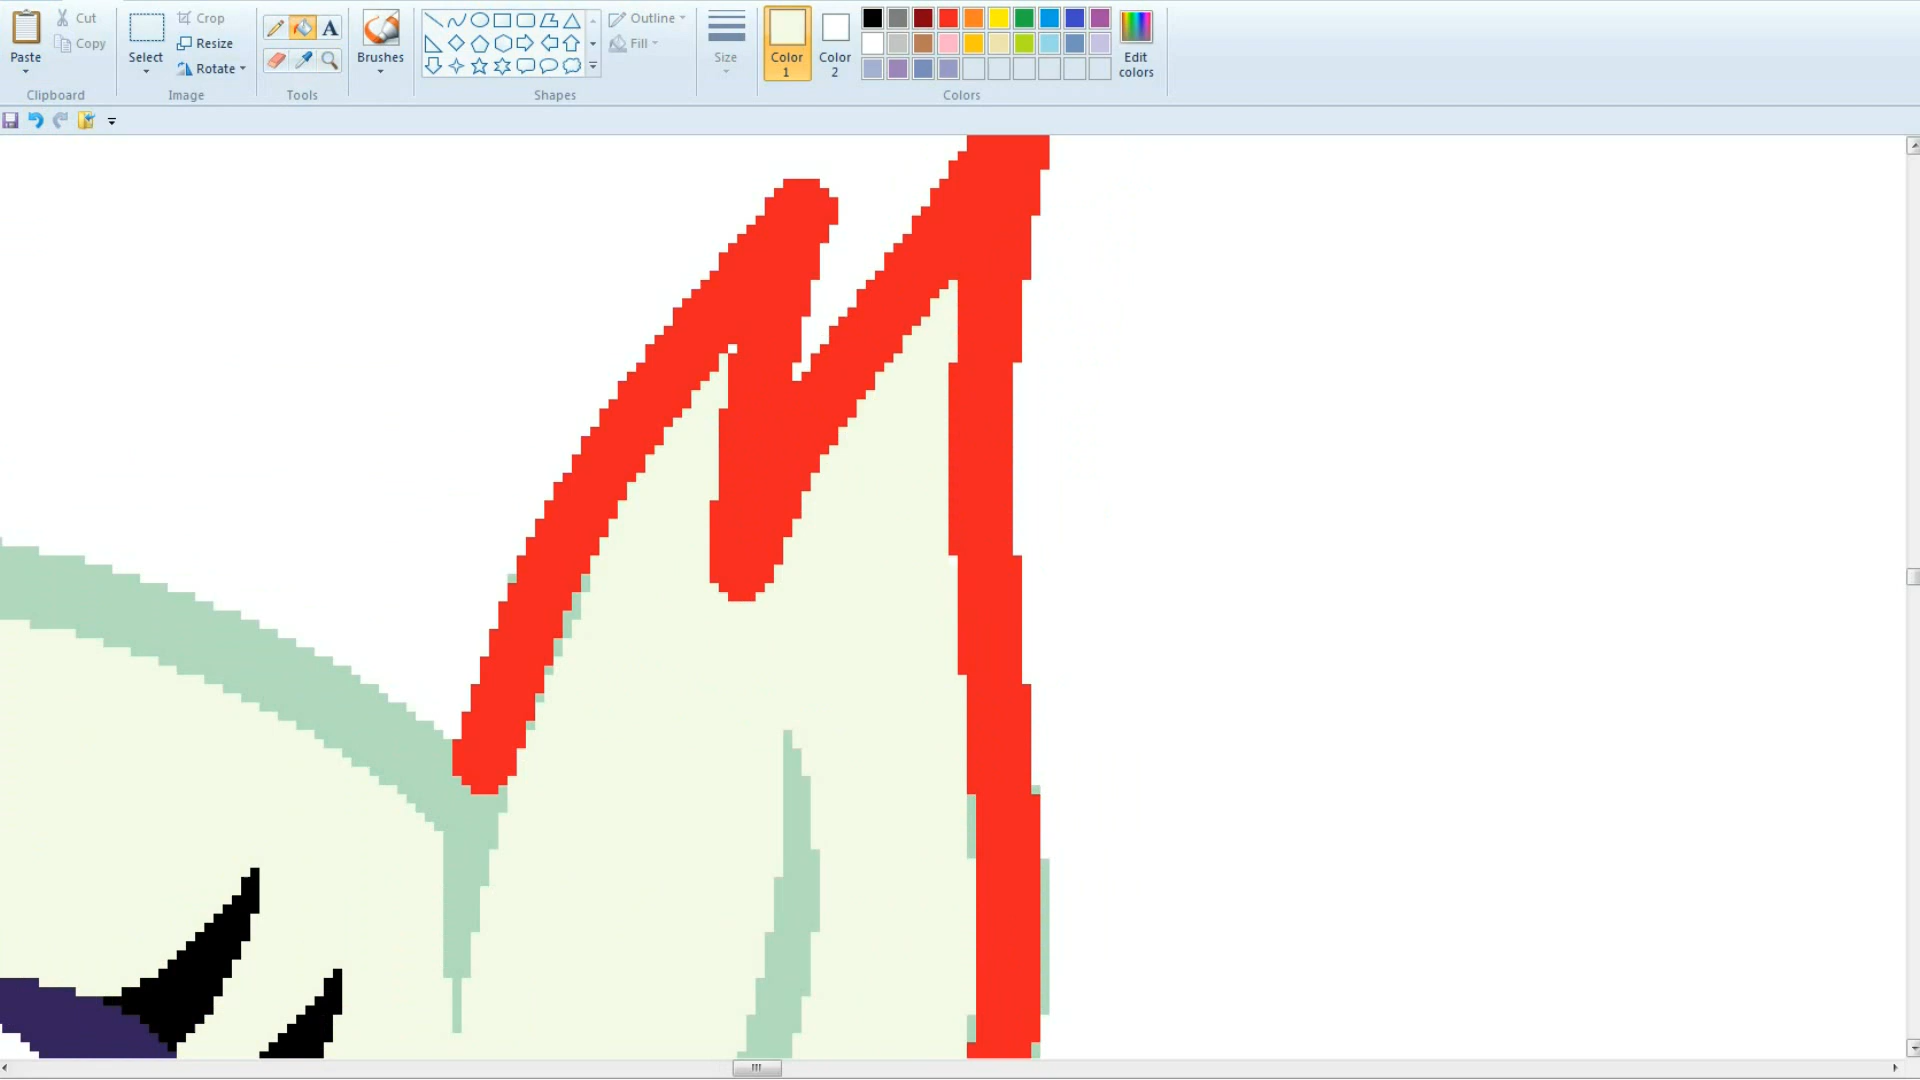 Paste
Cut
Copy
Clipboard
Select
Crop
Resize
Rotate
Image
A
Tools
Brushes
Shapes
Outline
Fill
Size
Color 1
Color 2
Edit colors
Colors